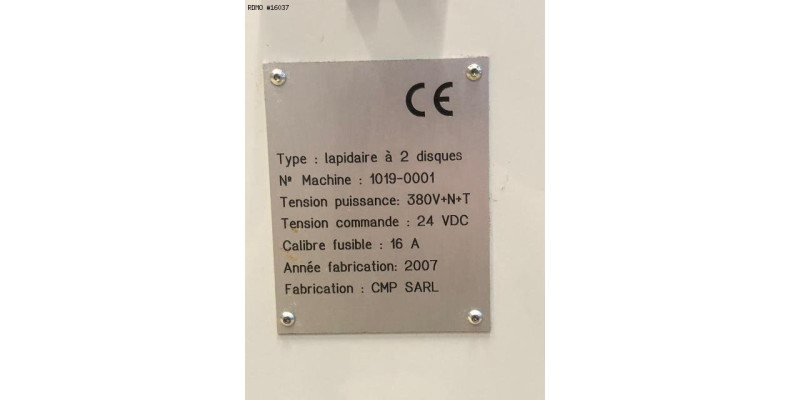 RDMO #16037
CE
Type : lapidaire à 2 disques
Nº Machine : 1019-0001
Tension puissance: 380V+N+T
Tension commande : 24 VDC
Calibre fusible : 16 A
Année fabrication: 2007
Fabrication : CMP SARL